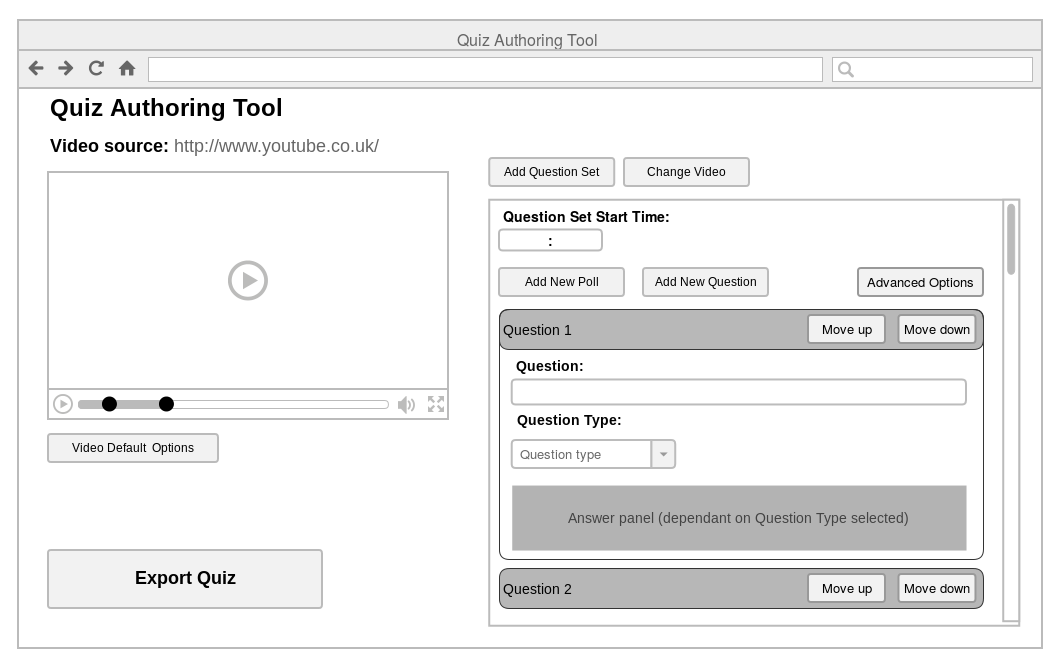 Quiz Authoring Tool
Quiz Authoring Tool
Video source: http://www.youtube.co.uk/
Add Question Set
Change Video
Question Set Start Time:
:
Add New Poll
Add New Question
Advanced Options
Question 1
Move up
Move down
Question:
Question Type:
Question type
Answer panel (dependant on Question Type selected)
Question 2
Move up
Move down
Video Default  Options
Export Quiz